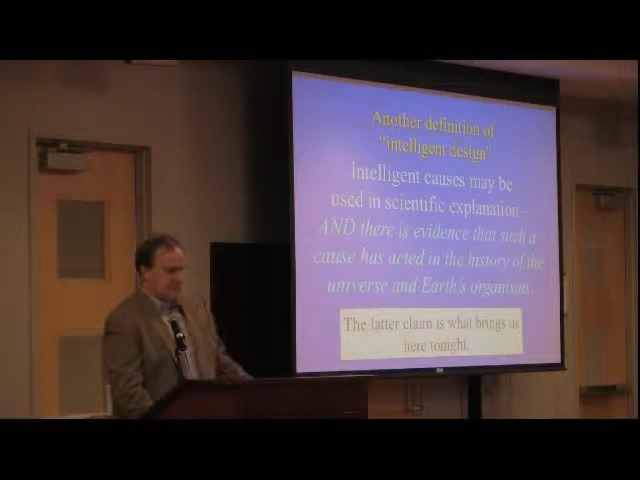 Another definition of
"intelligent design"
Intelligent causes may be
used in scientific explanation–
AND there is evidence that such a
cause has acted in the history of the
universe and Earth's organisms.
The latter claim is what brings us
here tonight.